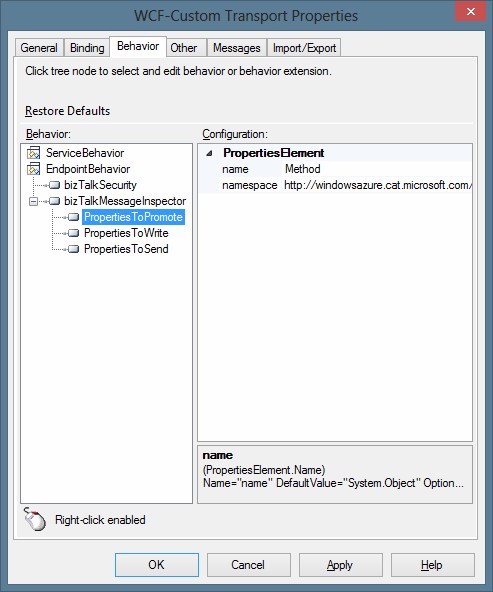 WCF-Custom Transport Properties
General Binding Behavior Other Messages Import/Export
Click tree node to select and edit behavior or behavior extension.
Restore Defaults
Behavior: Configuration:
ServiceBehavior
EndpointBehavior
bizTalkSecurity
bizTalkMessageInspector
PropertiesToPromote
PropertiesToWrite
PropertiesToSend
PropertiesElement
name Method
namespace http://windowsazure.cat.microsoft.com/
name
(PropertiesElement.Name)
Name="name" DefaultValue="System.Object" Option...
Right-click enabled
OK Cancel Apply Help